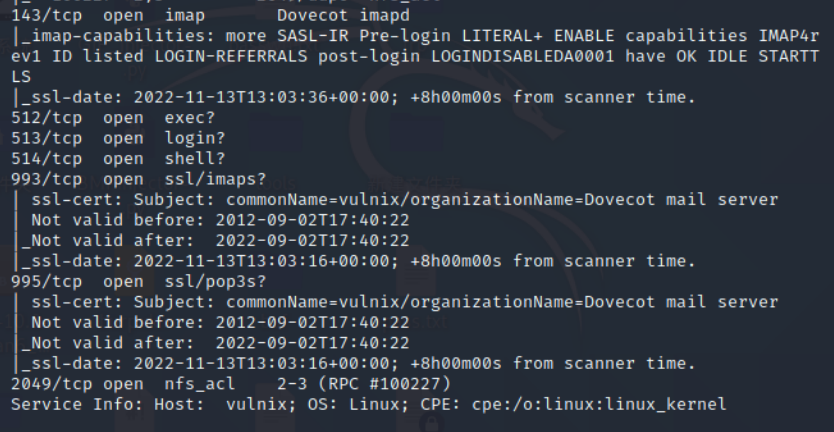 143/tcp  open  imap       Dovecot imapd
|_imap-capabilities: more SASL-IR Pre-login LITERAL+ ENABLE capabilities IMAP4r
ev1 ID listed LOGIN-REFERRALS post-login LOGINDISABLEDA0001 have OK IDLE STARTT
LS
|_ssl-date: 2022-11-13T13:03:36+00:00; +8h00m00s from scanner time.
512/tcp  open  exec?
513/tcp  open  login?
514/tcp  open  shell?
993/tcp  open  ssl/imaps?
| ssl-cert: Subject: commonName=vulnix/organizationName=Dovecot mail server
| Not valid before: 2012-09-02T17:40:22
|_Not valid after:  2022-09-02T17:40:22
|_ssl-date: 2022-11-13T13:03:16+00:00; +8h00m00s from scanner time.
995/tcp  open  ssl/pop3s?
| ssl-cert: Subject: commonName=vulnix/organizationName=Dovecot mail server
| Not valid before: 2012-09-02T17:40:22
|_Not valid after:  2022-09-02T17:40:22
|_ssl-date: 2022-11-13T13:03:16+00:00; +8h00m00s from scanner time.
2049/tcp open  nfs_acl    2-3 (RPC #100227)
Service Info: Host:  vulnix; OS: Linux; CPE: cpe:/o:linux:linux_kernel